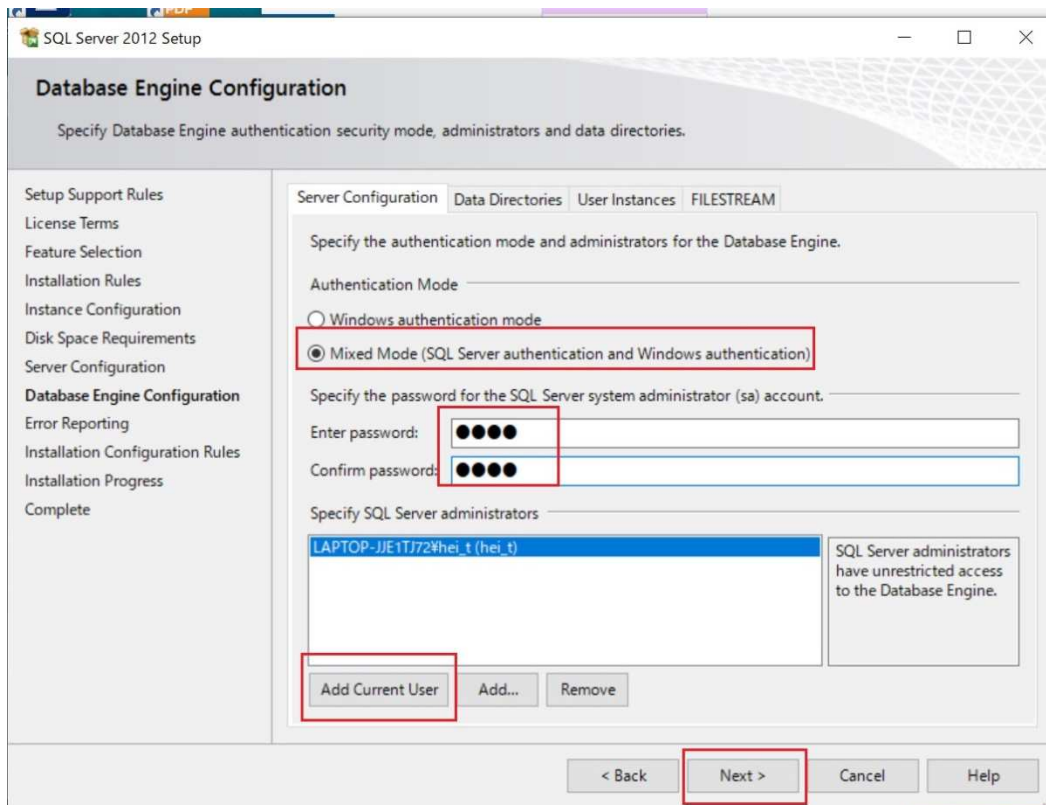 PDF
SQL Server 2012 Setup
Database Engine Configuration
Specify Database Engine authentication security mode, administrators and data directories.
Setup Support Rules
License Terms
Feature Selection
Installation Rules
Instance Configuration
Disk Space Requirements
Server Configuration
Database Engine Configuration
Error Reporting
Installation Configuration Rules
Installation Progress
Complete
Server Configuration Data Directories User Instances FILESTREAM
Specify the authentication mode and administrators for the Database Engine.
Authentication Mode
Windows authentication mode
Mixed Mode (SQL Server authentication and Windows authentication)
Specify the password for the SQL Server system administrator (sa) account.
Enter password: ●●●●
Confirm password: ●●●●
Specify SQL Server administrators
LAPTOP-JJE1TJ72¥hei_t (hei_t)
SQL Server administrators
have unrestricted access
to the Database Engine.
Add Current User Add... Remove
< Back Next > Cancel Help